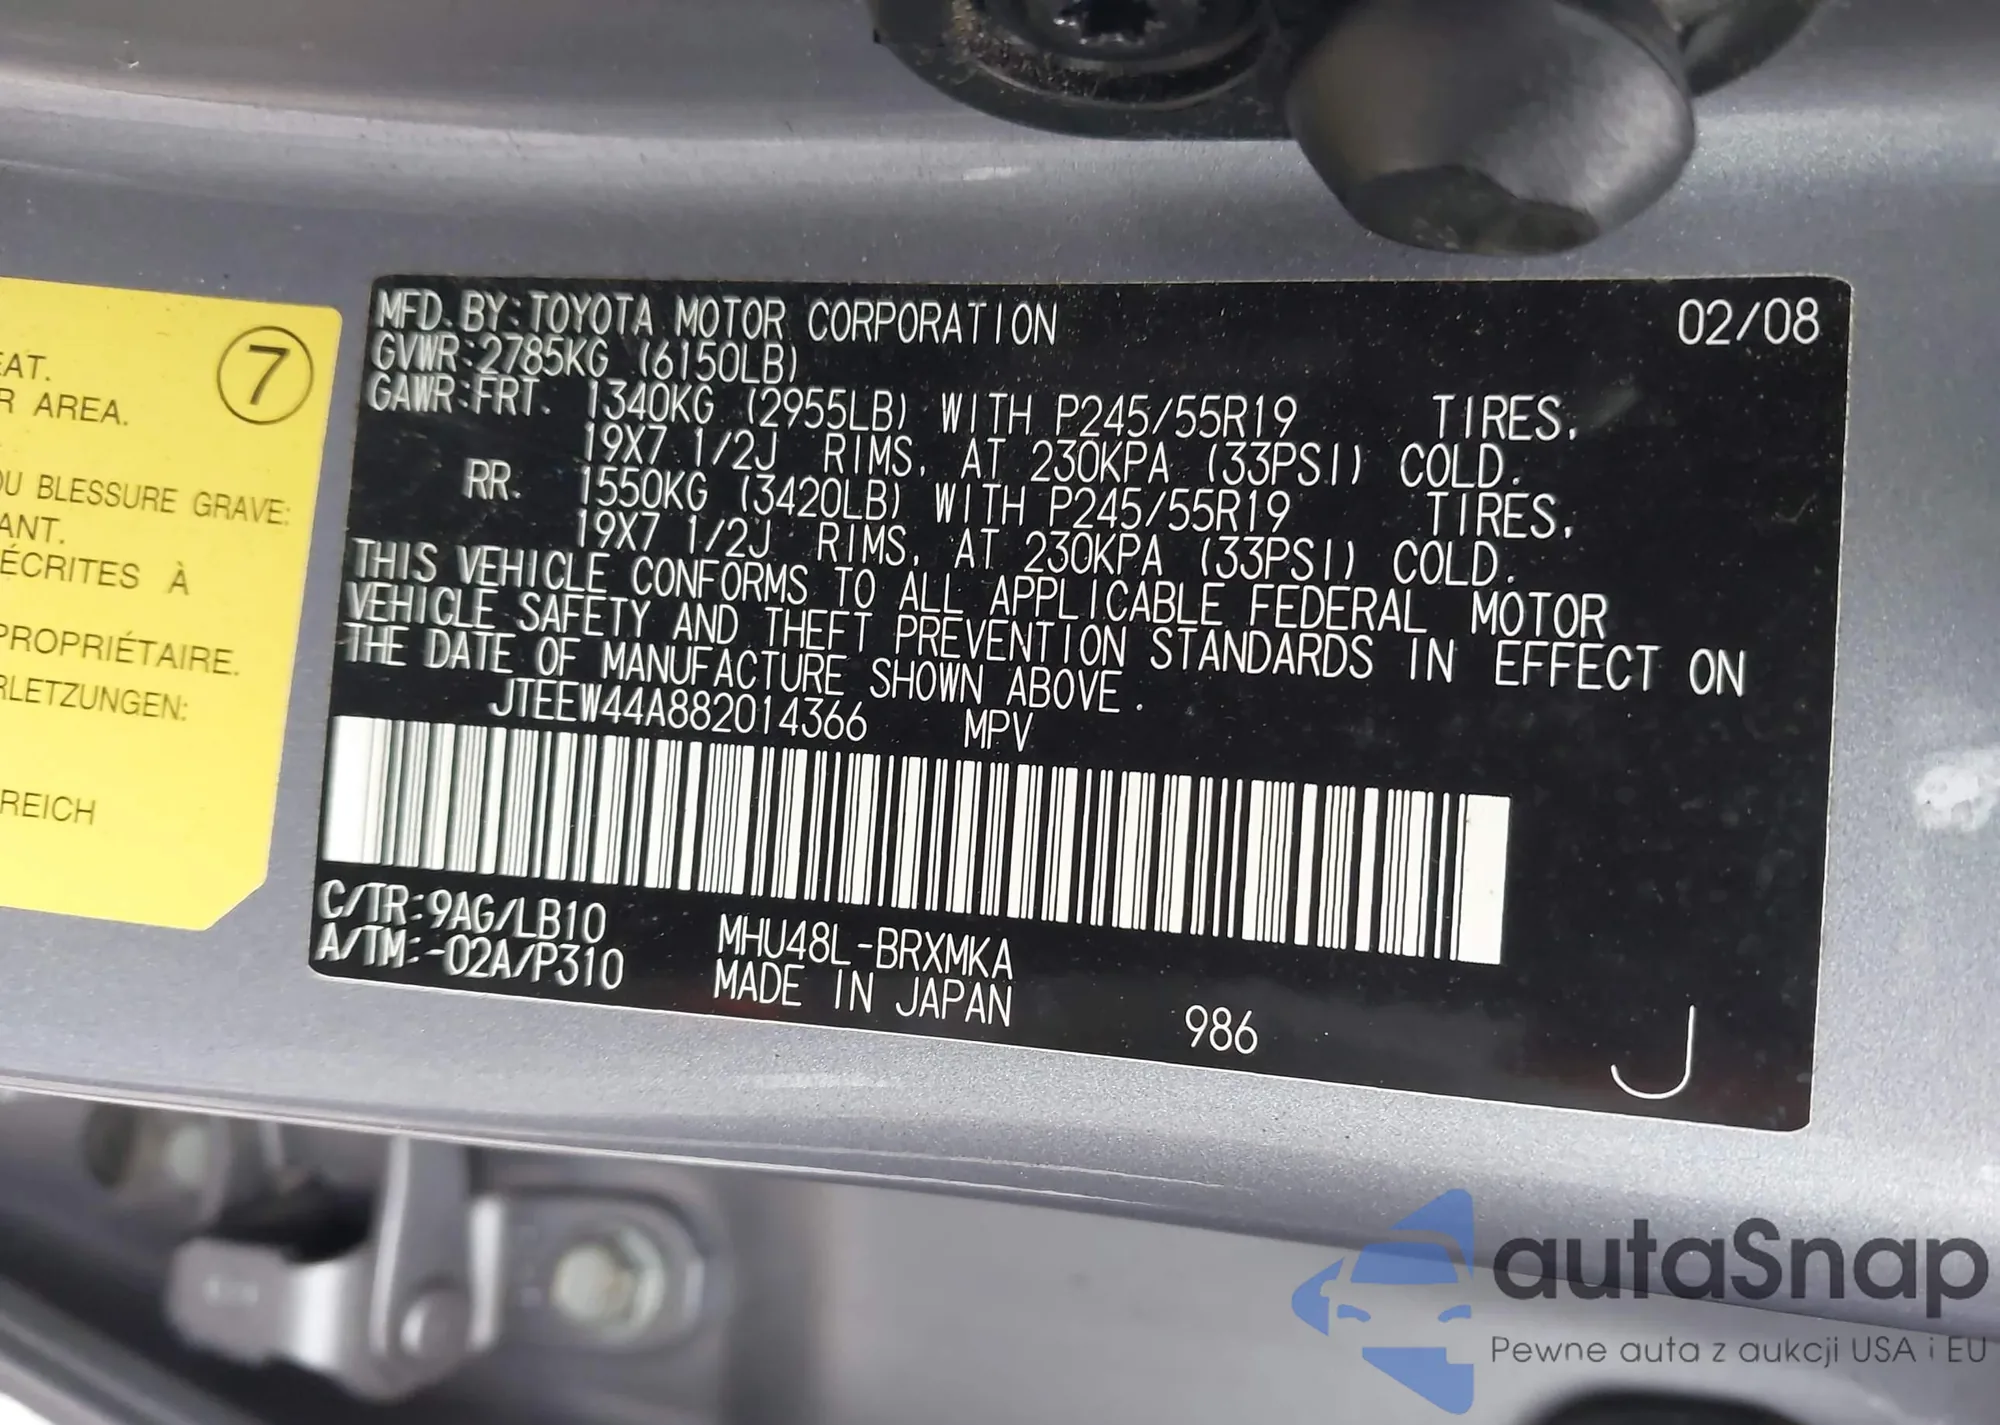 EAT.
R AREA.
7
OU BLESSURE GRAVE:
ANT.
ÉCRITES À
PROPRIÉTAIRE.
RLETZUNGEN:
REICH
MFD. BY: TOYOTA MOTOR CORPORATION 02/08
GVWR: 2785KG (6150LB)
GAWR: FRT. 1340KG (2955LB) WITH P245/55R19 TIRES,
19X7 1/2J RIMS, AT 230KPA (33PSI) COLD.
RR. 1550KG (3420LB) WITH P245/55R19 TIRES,
19X7 1/2J RIMS, AT 230KPA (33PSI) COLD.
THIS VEHICLE CONFORMS TO ALL APPLICABLE FEDERAL MOTOR
VEHICLE SAFETY AND THEFT PREVENTION STANDARDS IN EFFECT ON
THE DATE OF MANUFACTURE SHOWN ABOVE.
JTEEW44A882014366 MPV
C/TR: 9AG/LB10 MHU48L-BRXMKA
A/TM: -02A/P310 MADE IN JAPAN
986
J
autaSnap
Pewne auta z aukcji USA i EU